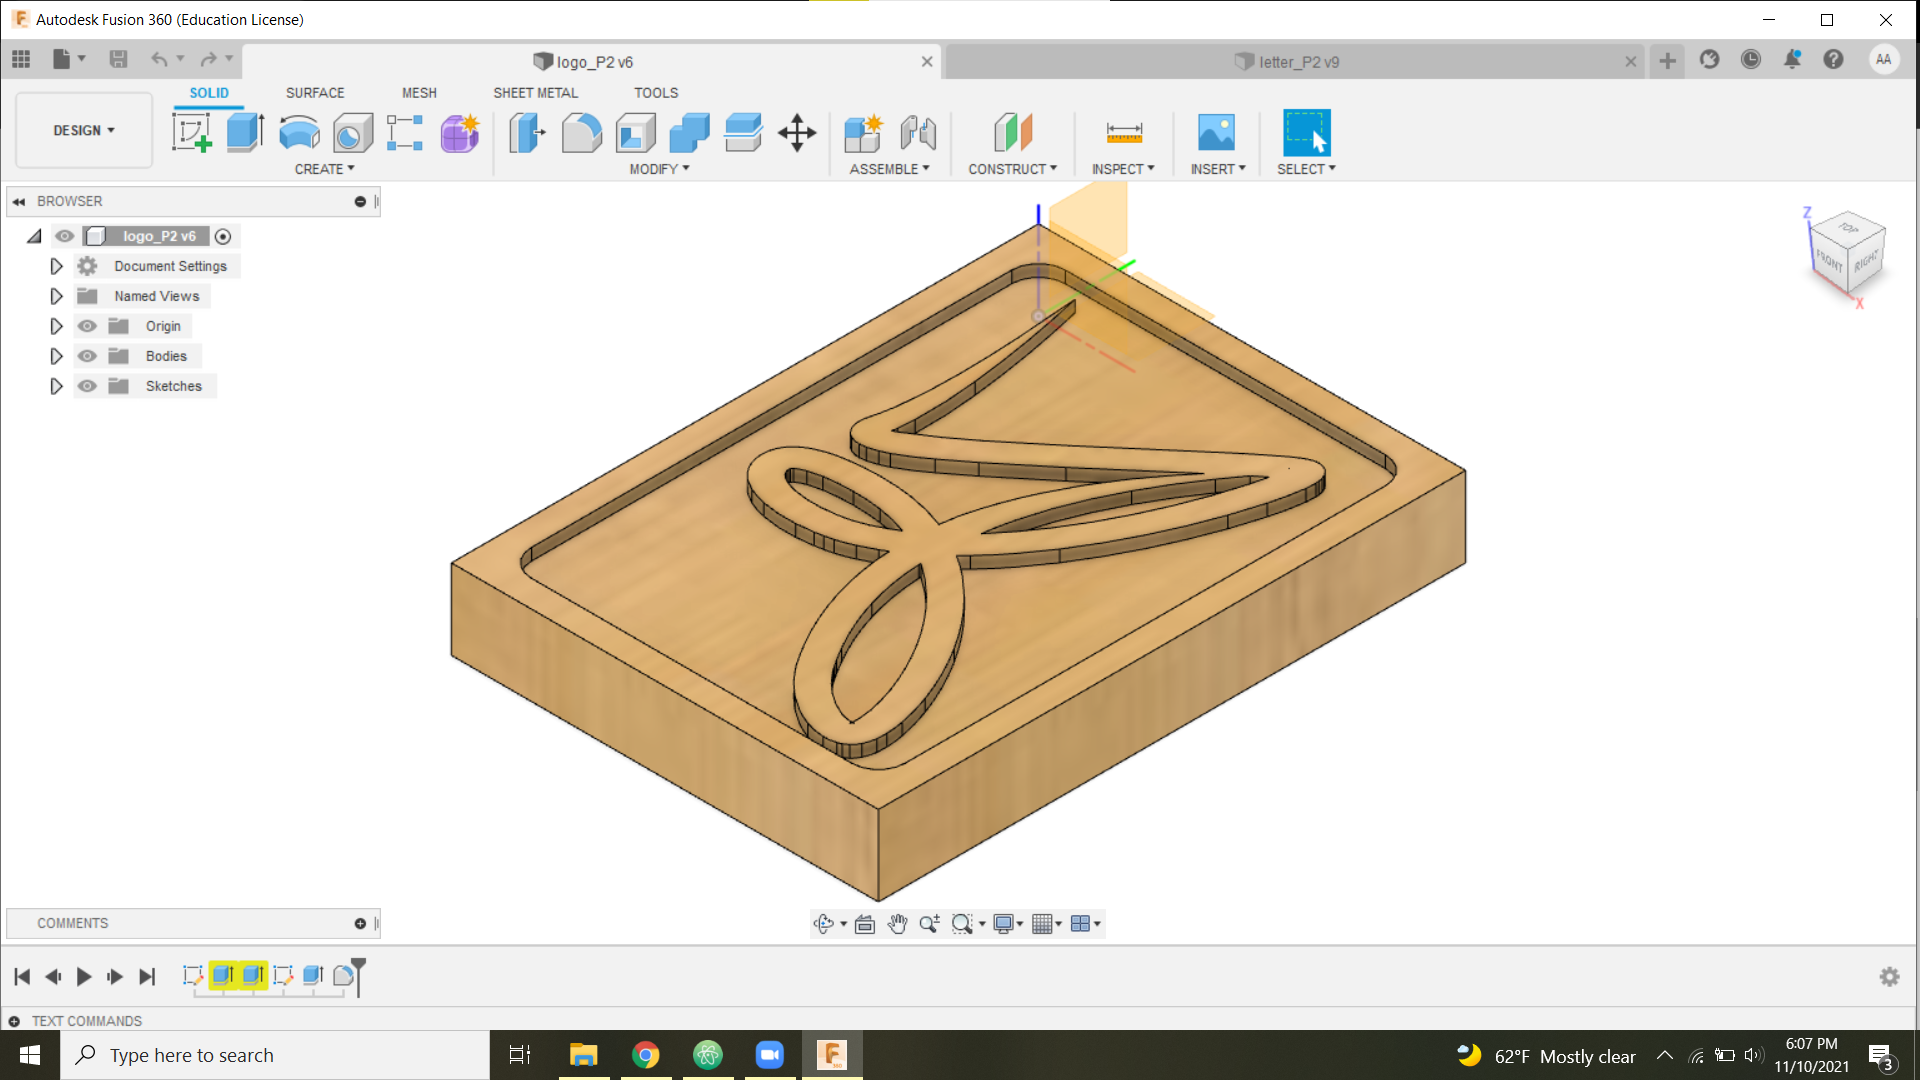 Autodesk Fusion 360 (Education License)
logo_P2 v6
letter_P2 v9
AA
DESIGN
SOLID SURFACE MESH SHEET METAL TOOLS
CREATE MODIFY ASSEMBLE CONSTRUCT INSPECT INSERT SELECT
BROWSER
logo_P2 v6
Document Settings
Named Views
Origin
Bodies
Sketches
Z
TOP
FRONT
RIGHT
X
COMMENTS
TEXT COMMANDS
Type here to search
62°F Mostly clear
6:07 PM
11/10/2021
3